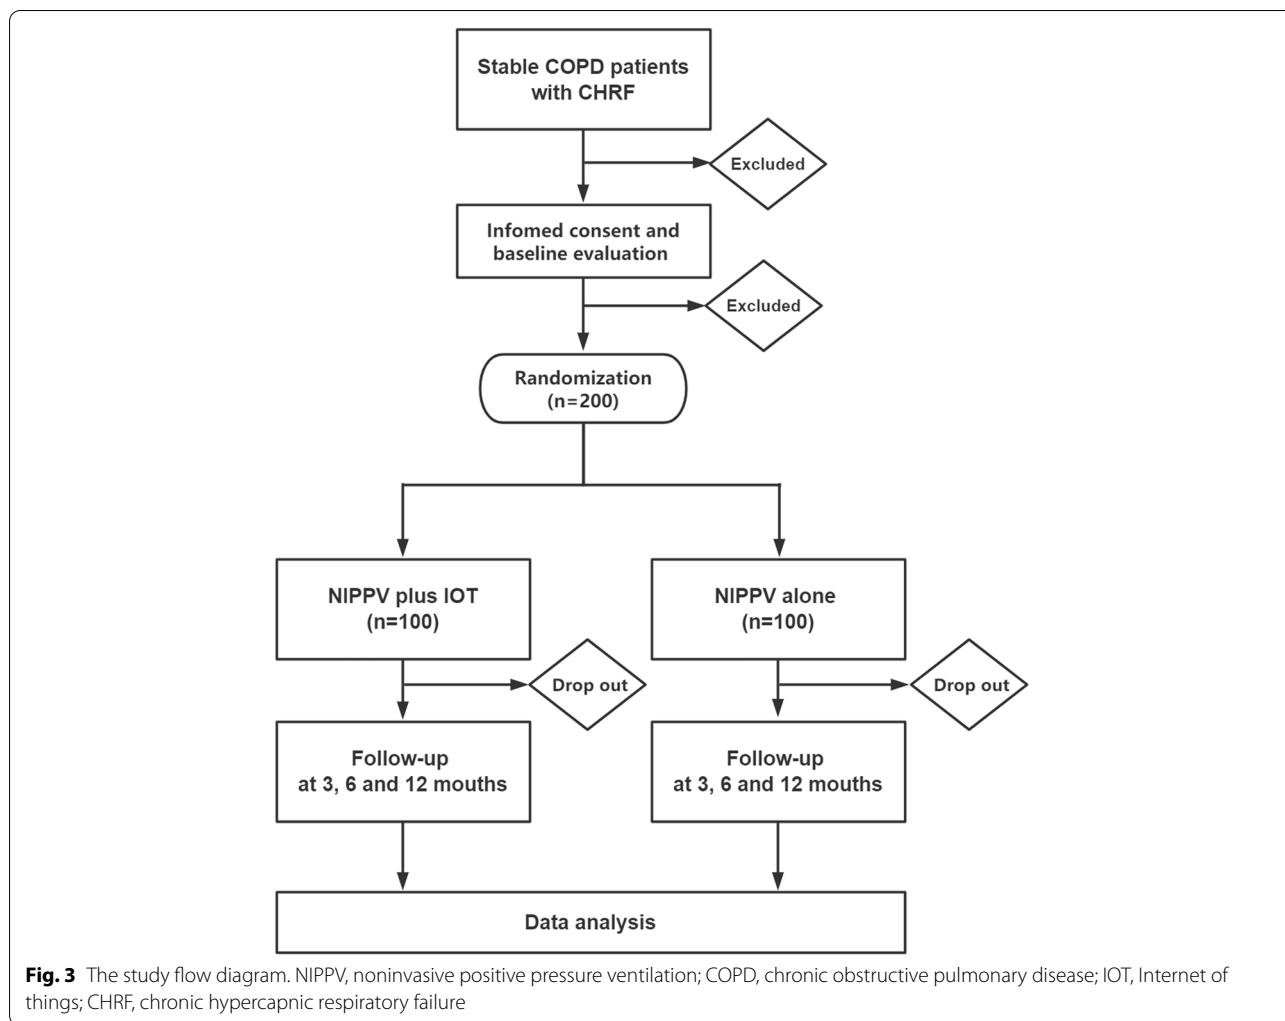 Stable COPD patients
with CHRF
Excluded
Infomed consent and
baseline evaluation
Excluded
Randomization
(n=200)
NIPPV plus IOT
(n=100)
NIPPV alone
(n=100)
Drop out
Drop out
Follow-up
at 3, 6 and 12 mouths
Follow-up
at 3, 6 and 12 mouths
Data analysis
Fig. 3 The study flow diagram. NIPPV, noninvasive positive pressure ventilation; COPD, chronic obstructive pulmonary disease; IOT, Internet of
things; CHRF, chronic hypercapnic respiratory failure